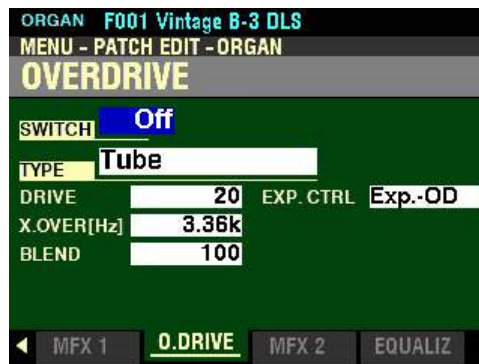 ORGAN F001 Vintage B-3 DLS
MENU - PATCH EDIT - ORGAN
OVERDRIVE
SWITCH Off
TYPE Tube
DRIVE 20 EXP. CTRL Exp.-OD
X.OVER[Hz] 3.36k
BLEND 100
MFX 1 O.DRIVE MFX 2 EQUALIZ